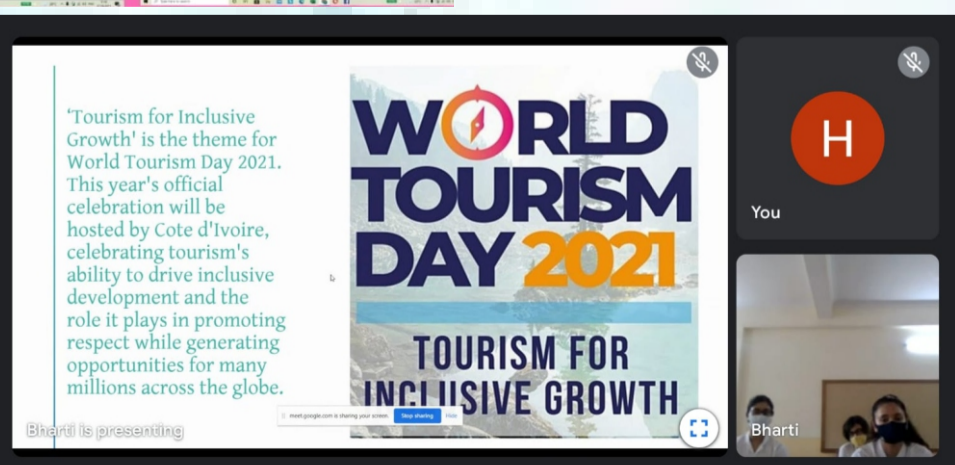 'Tourism for Inclusive
Growth' is the theme for
World Tourism Day 2021.
This year's official
celebration will be
hosted by Cote d'Ivoire,
celebrating tourism's
ability to drive inclusive
development and the
role it plays in promoting
respect while generating
opportunities for many
millions across the globe.
WORLD
TOURISM
DAY 2021
TOURISM FOR
INCLUSIVE GROWTH
meet.google.com is sharing your screen. Stop sharing Hide
Bharti is presenting
H
You
Bharti